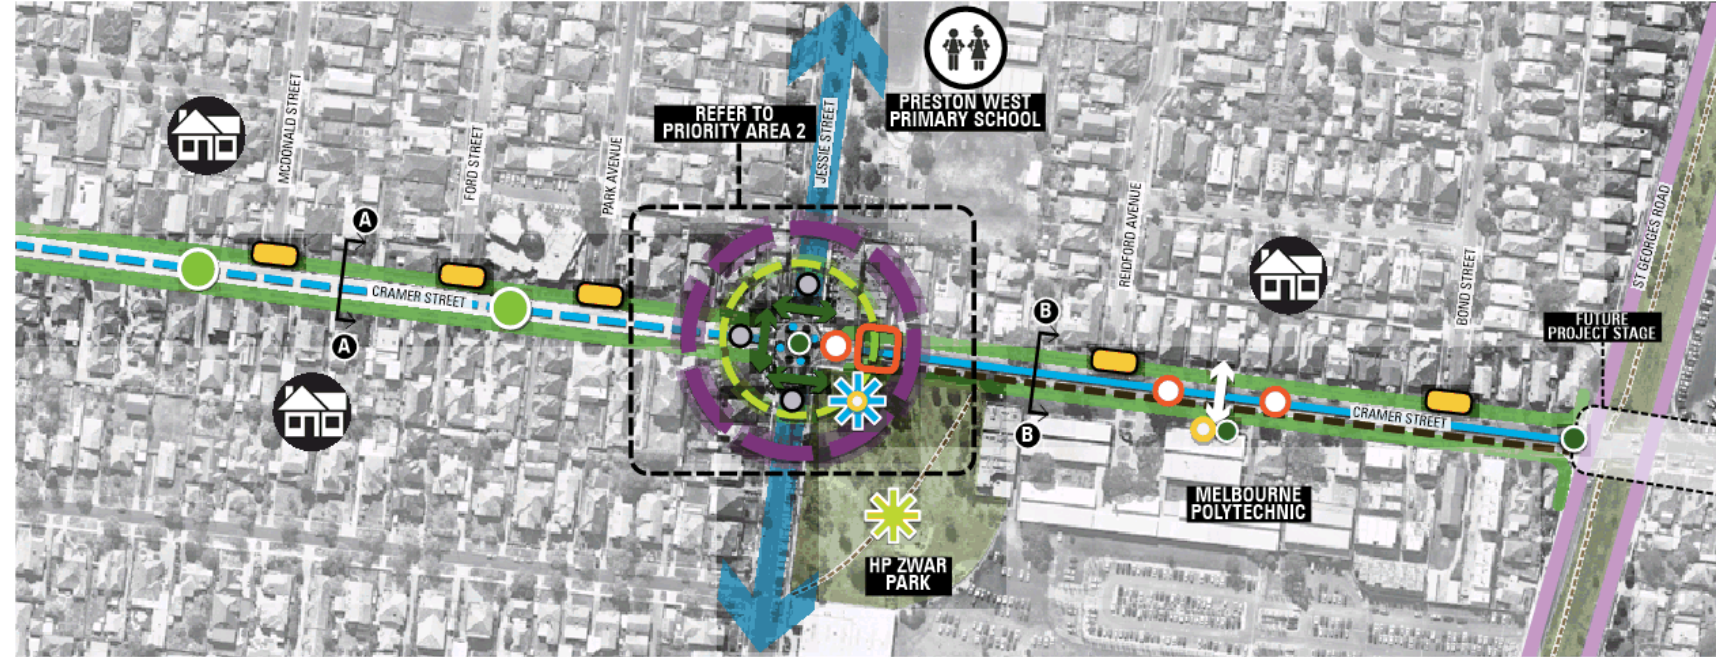 PRESTON WEST
PRIMARY SCHOOL
REFER TO
PRIORITY AREA 2
MCDONALD STREET
FORD STREET
PARK AVENUE
JESSIE STREET
REIDFORD AVENUE
BOND STREET
ST GEORGES ROAD
A
A
CRAMER STREET
B
B
FUTURE
PROJECT STAGE
CRAMER STREET
MELBOURNE
POLYTECHNIC
HP ZWAR
PARK